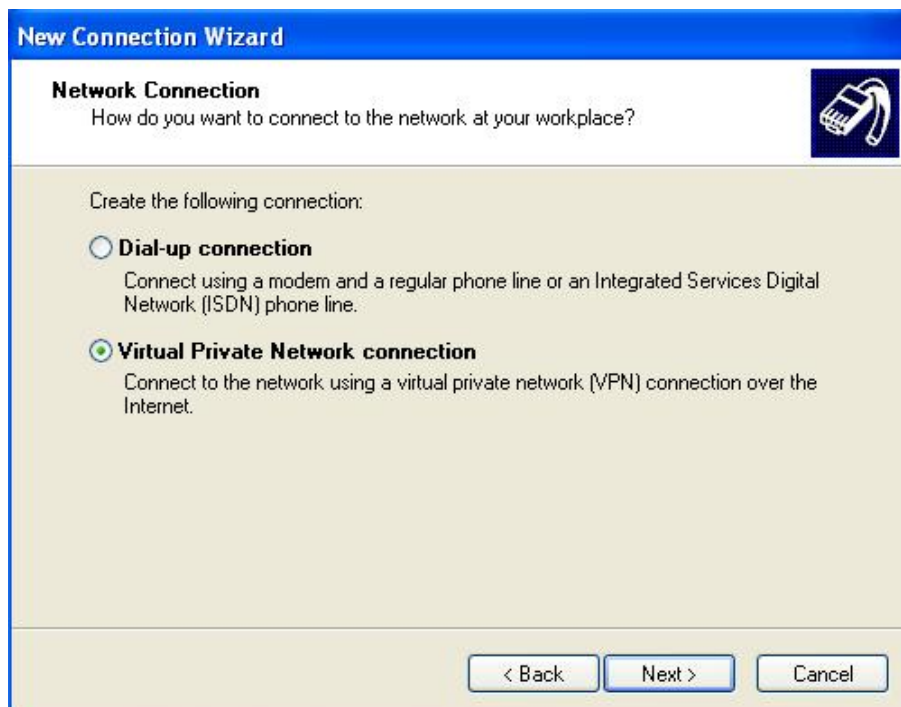 New Connection Wizard
Network Connection
How do you want to connect to the network at your workplace?
Create the following connection:
Dial-up connection
Connect using a modem and a regular phone line or an Integrated Services Digital
Network (ISDN) phone line.
Virtual Private Network connection
Connect to the network using a virtual private network (VPN) connection over the
Internet.
< Back Next > Cancel